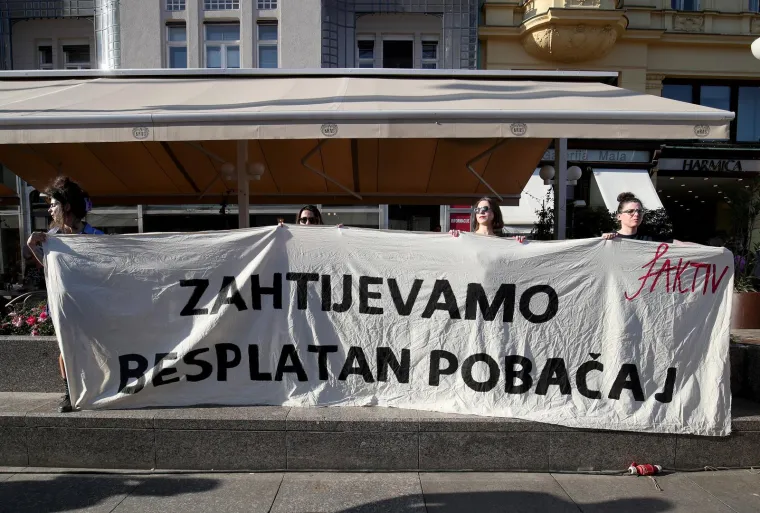 HARMICA
fAKTIV
ZAHTIJEVAMO
BESPLATAN POBAČAJ